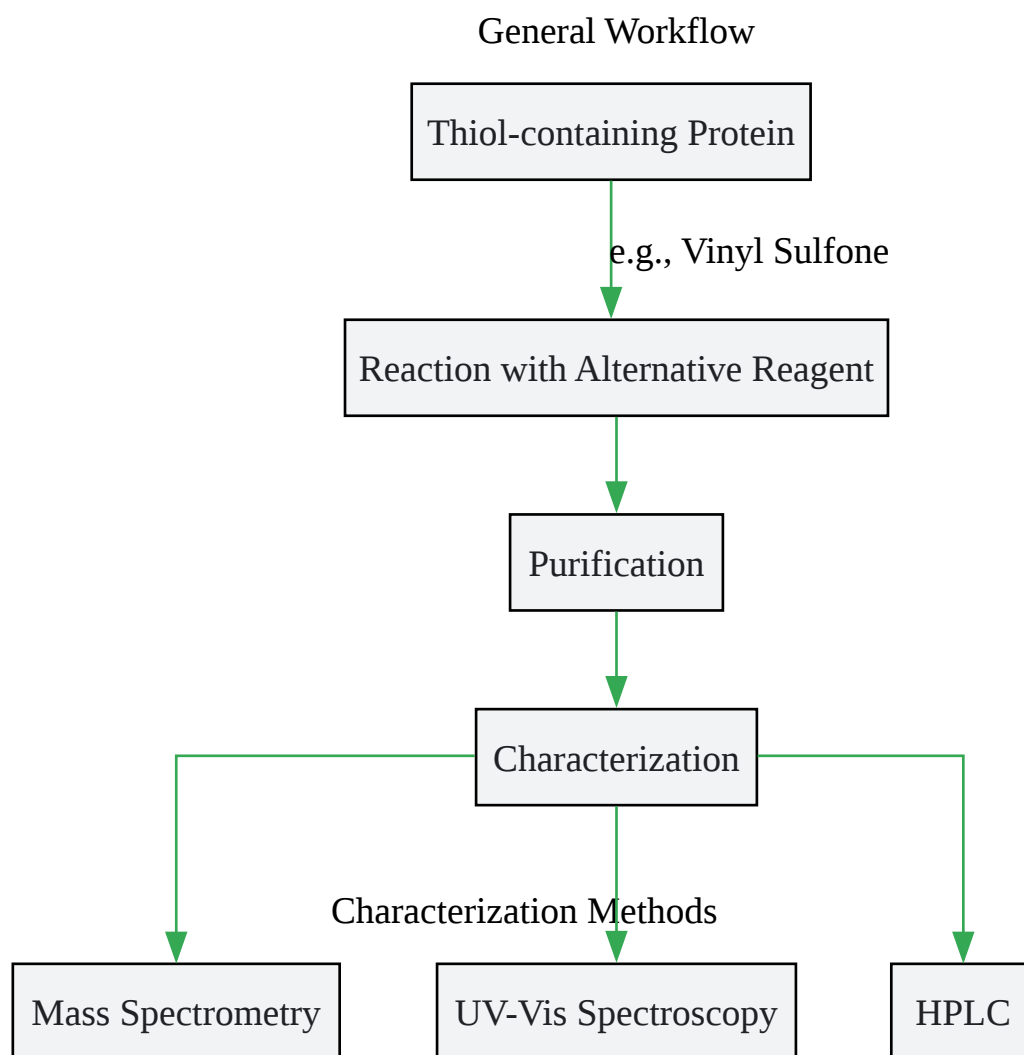 General Workflow
Thiol-containing Protein
e.g., Vinyl Sulfone
Reaction with Alternative Reagent
Purification
Characterization
Characterization Methods
Mass Spectrometry
UV-Vis Spectroscopy
HPLC